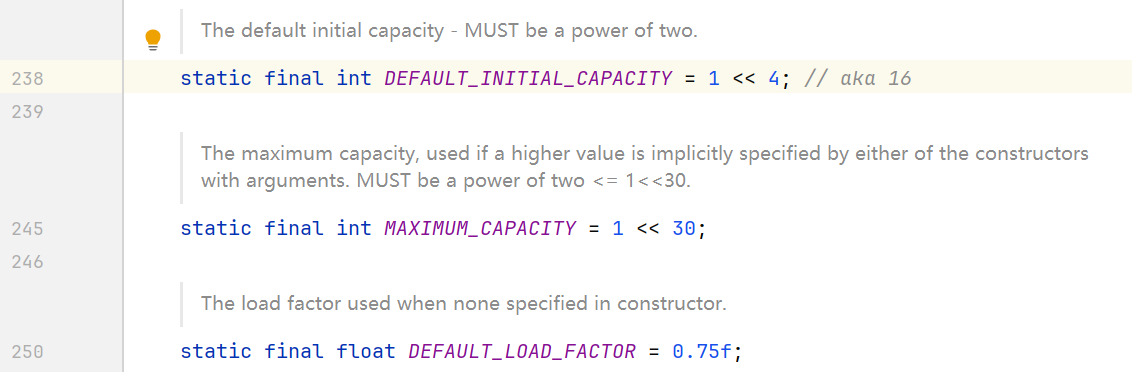 The default initial capacity - MUST be a power of two.
238 static final int DEFAULT_INITIAL_CAPACITY = 1 << 4; // aka 16
239
The maximum capacity, used if a higher value is implicitly specified by either of the constructors
with arguments. MUST be a power of two <= 1<<30.
245 static final int MAXIMUM_CAPACITY = 1 << 30;
246
The load factor used when none specified in constructor.
250 static final float DEFAULT_LOAD_FACTOR = 0.75f;